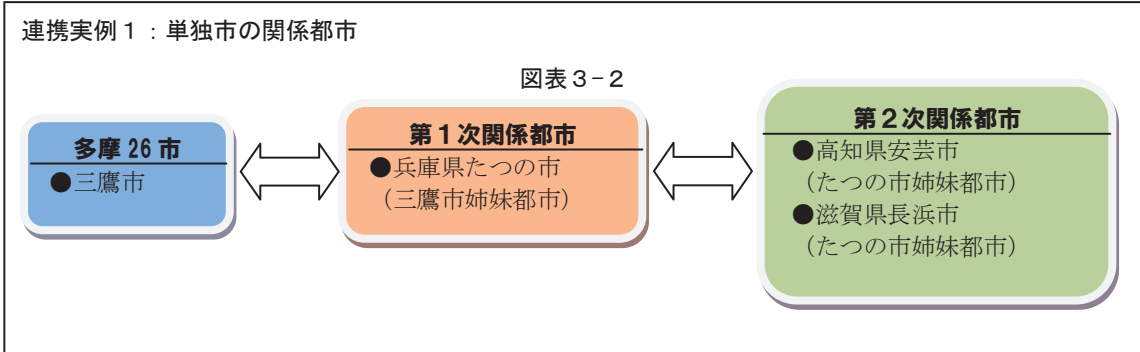 連携実例1：単独市の関係都市
図表3-2
多摩26市
●三鷹市
第1次関係都市
●兵庫県たつの市
（三鷹市姉妹都市）
第2次関係都市
●高知県安芸市
（たつの市姉妹都市）
●滋賀県長浜市
（たつの市姉妹都市）